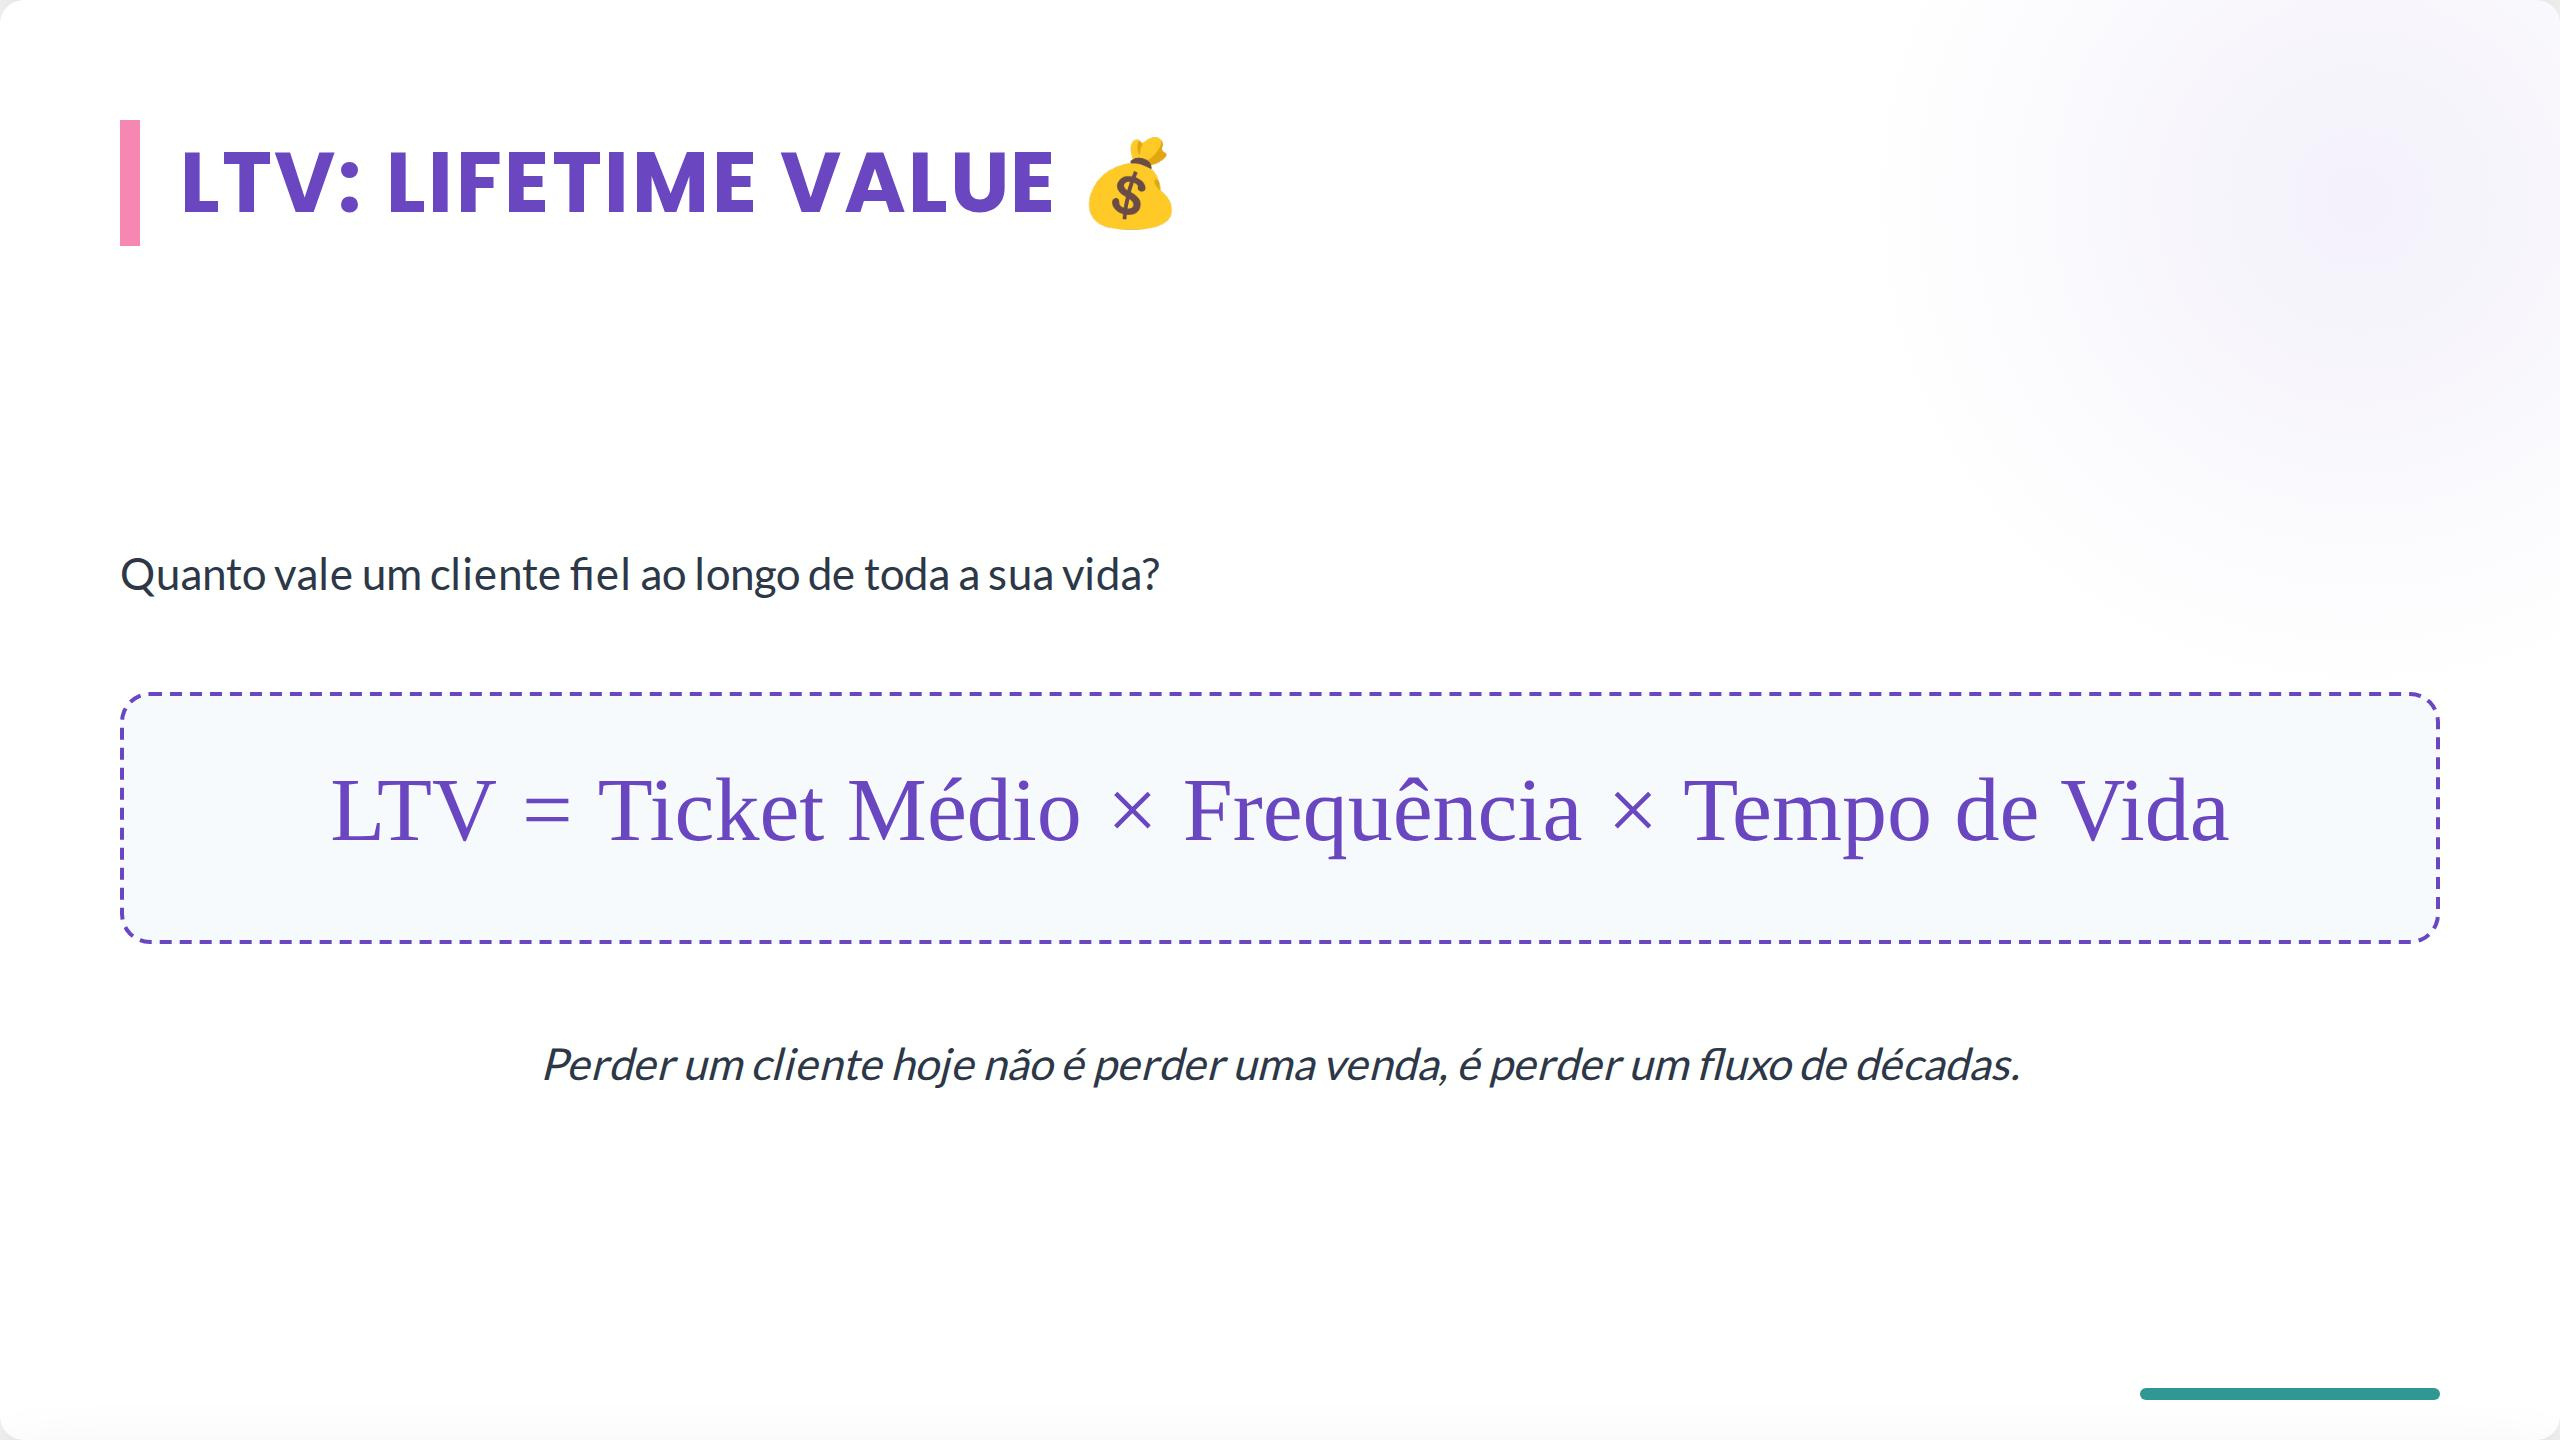 LTV: LIFETIME VALUE 💰
Quanto vale um cliente fiel ao longo de toda a sua vida?
LTV = Ticket Médio × Frequência × Tempo de Vida
Perder um cliente hoje não é perder uma venda, é perder um fluxo de décadas.